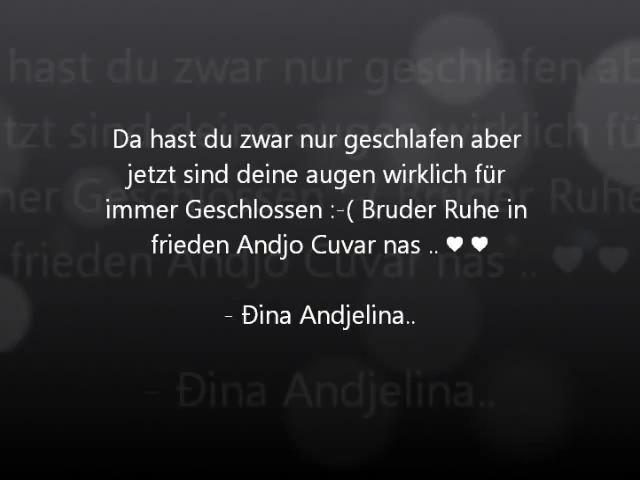 Da hast du zwar nur geschlafen aber
jetzt sind deine augen wirklich für
immer Geschlossen :-( Bruder Ruhe in
frieden Andjo Cuvar nas .. ♥ ♥
- Đina Andjelina..